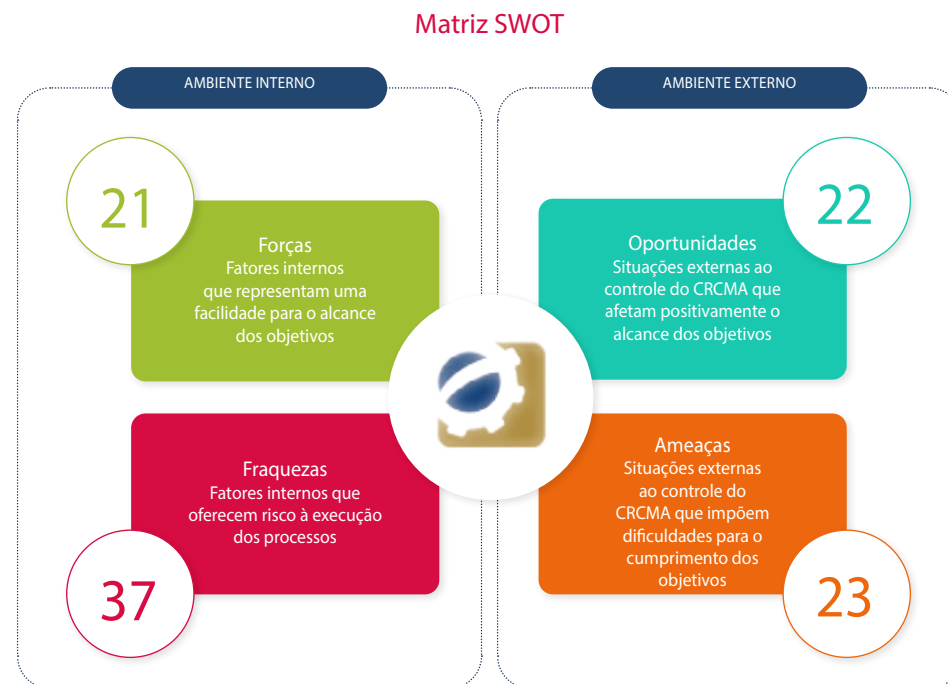 Matriz SWOT
AMBIENTE INTERNO
21
Forças
Fatores internos
que representam uma
facilidade para o alcance
dos objetivos
Fraquezas
Fatores internos que
oferecem risco à execução
dos processos
37
AMBIENTE EXTERNO
22
Oportunidades
Situações externas ao
controle do CRCMA que
afetam positivamente o
alcance dos objetivos
Ameaças
Situações externas
ao controle do
CRCMA que impõem
dificuldades para o
cumprimento dos
objetivos
23